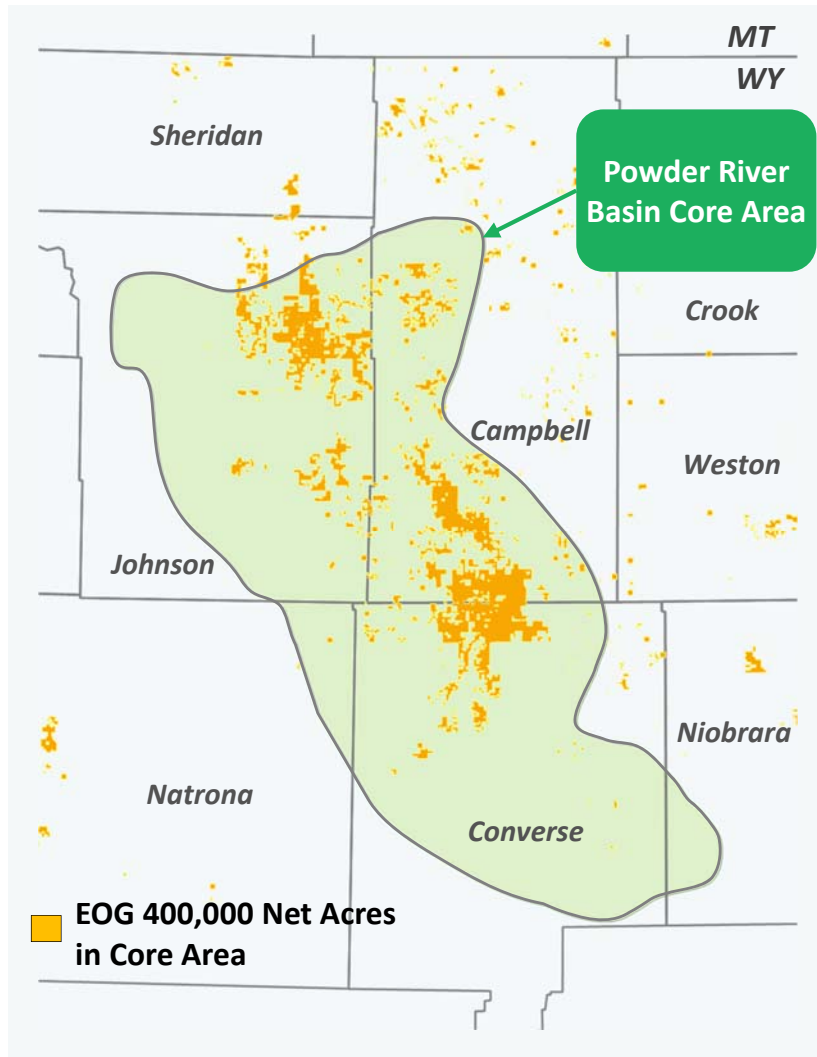 MT
WY
Sheridan
Powder River
Basin Core Area
Crook
Campbell
Weston
Johnson
Niobrara
Natrona
Converse
EOG 400,000 Net Acres
in Core Area